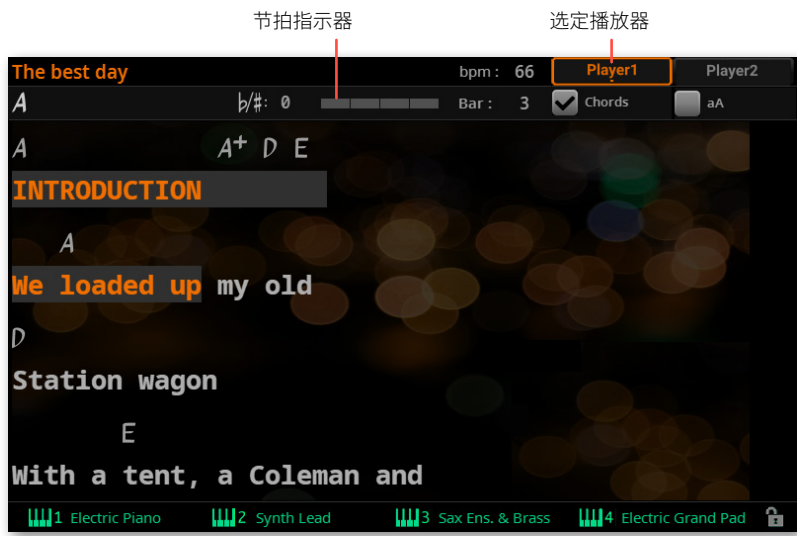 节拍指示器 选定播放器
The best day bpm : 66 Player1 Player2
A b/#: 0 Bar : 3 Chords aA
A A+ D E
INTRODUCTION
A
We loaded up my old
D
Station wagon
E
With a tent, a Coleman and
1 Electric Piano 2 Synth Lead 3 Sax Ens. & Brass 4 Electric Grand Pad